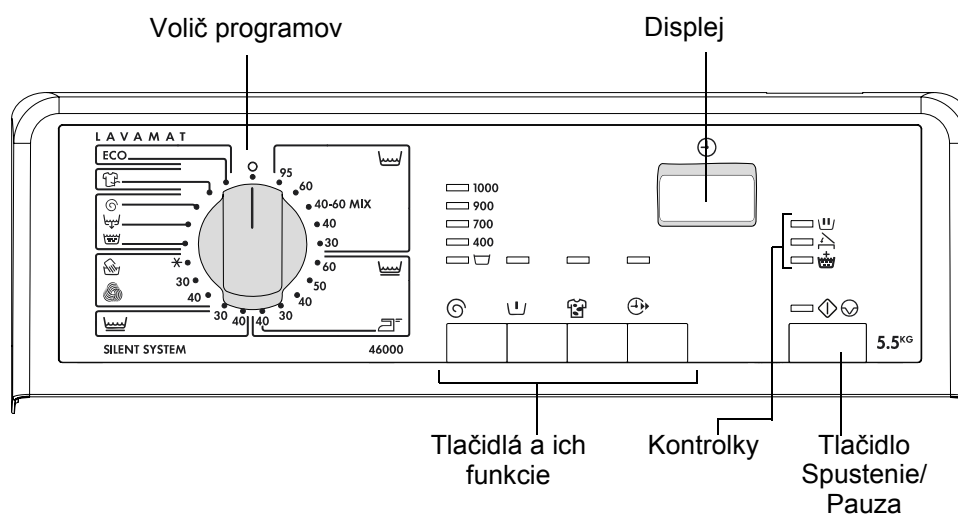 Volič programov
Displej
LAVAMAT
ECO
95
60
40-60 MIX
40
30
60
50
40
30
40
40
30
40
30
1000
900
700
400
SILENT SYSTEM
46000
5.5KG
Tlačidlá a ich
funkcie
Kontrolky
Tlačidlo
Spustenie/
Pauza